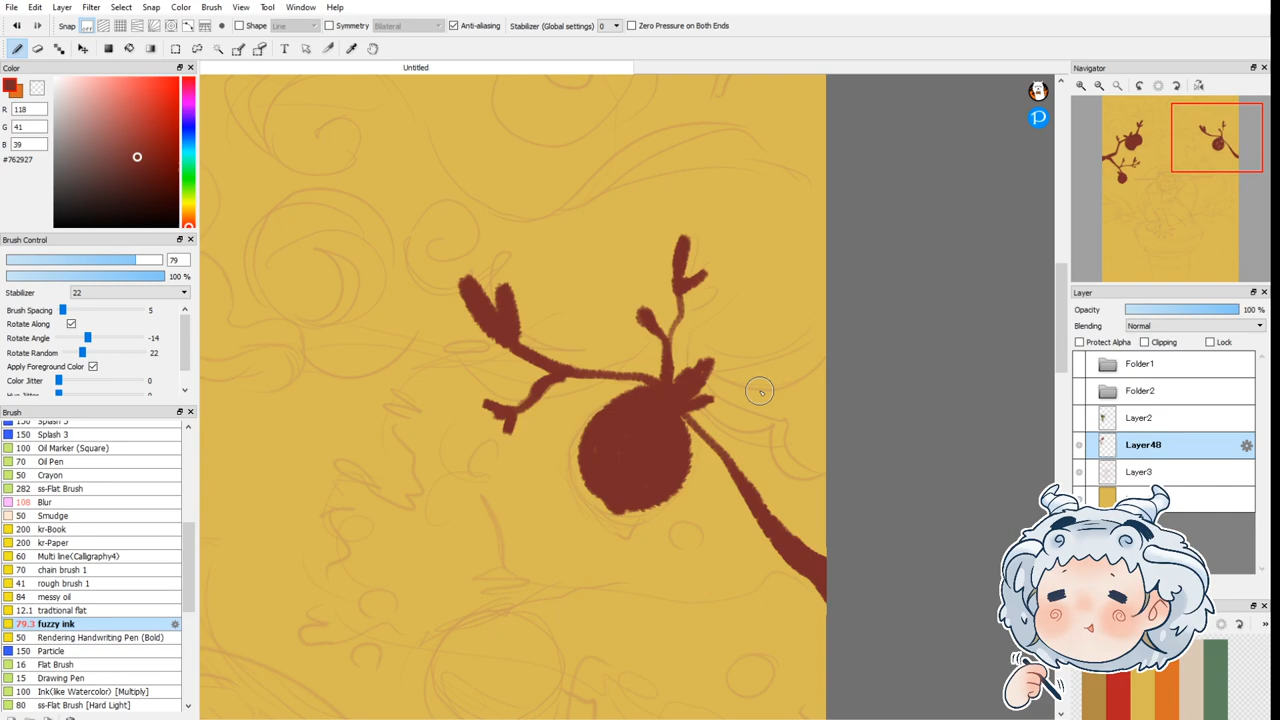 File Edit Layer Filters Select Snap Color Brush View Tool Window Help
Snap off Shape Line Symmetry Bilateral Anti-aliasing Stabilizer (Global settings) 0 Zero Pressure on Both Ends
Untitled
Color
R 118
G 41
B 39
#762927
Brush Control
79
100 %
Stabilizer 22
Brush Spacing 5
Rotate Along
Rotate Angle -14
Rotate Random 22
Apply Foreground Color
Color Jitter 0
Brush
150 Splash 3
100 Oil Marker (Square)
70 Oil Pen
50 Crayon
282 ss-Flat Brush
108 Blur
50 Smudge
200 kr-Book
200 kr-Paper
60 Multi line(Calligraphy4)
70 chain brush 1
41 rough brush 1
84 messy oil
12.1 tradtional flat
79.3 fuzzy ink
50 Rendering Handwriting Pen (Bold)
150 Particle
16 Flat Brush
15 Drawing Pen
100 Ink(like Watercolor) [Multiply]
80 ss-Flat Brush [Hard Light]
Navigator
Layer
Opacity 100 %
Blending Normal
Protect Alpha Clipping Lock
Folder1
Folder2
Layer2
Layer48
Layer3